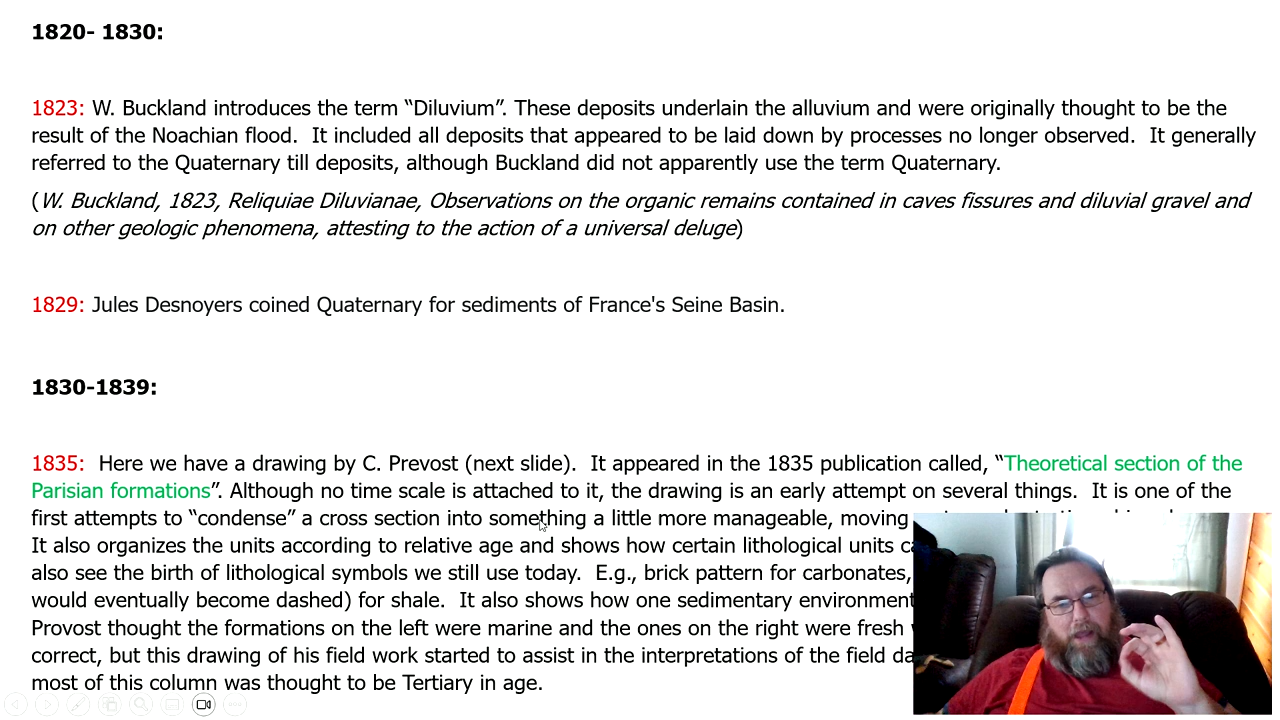 1820- 1830:
1823: W. Buckland introduces the term “Diluvium”. These deposits underlain the alluvium and were originally thought to be the
result of the Noachian flood.  It included all deposits that appeared to be laid down by processes no longer observed.  It generally
referred to the Quaternary till deposits, although Buckland did not apparently use the term Quaternary.
(W. Buckland, 1823, Reliquiae Diluvianae, Observations on the organic remains contained in caves fissures and diluvial gravel and
on other geologic phenomena, attesting to the action of a universal deluge)
1829: Jules Desnoyers coined Quaternary for sediments of France's Seine Basin.
1830-1839:
1835:  Here we have a drawing by C. Prevost (next slide).  It appeared in the 1835 publication called, “Theoretical section of the
Parisian formations”. Although no time scale is attached to it, the drawing is an early attempt on several things.  It is one of the
first attempts to “condense” a cross section into something a little more manageable, moving
It also organizes the units according to relative age and shows how certain lithological units
also see the birth of lithological symbols we still use today.  E.g., brick pattern for carbonates,
would eventually become dashed) for shale.  It also shows how one sedimentary environment
Provost thought the formations on the left were marine and the ones on the right were fresh
correct, but this drawing of his field work started to assist in the interpretations of the field
most of this column was thought to be Tertiary in age.